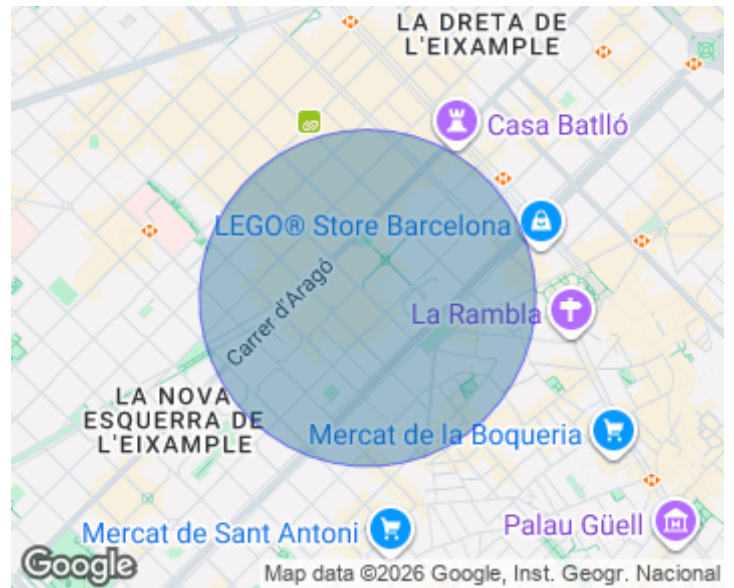 LA DRETA DE
L'EIXAMPLE
Casa Batlló
LEGO® Store Barcelona
Carrer d'Aragó
La Rambla
LA NOVA
ESQUERRA DE
L'EIXAMPLE
Mercat de la Boqueria
Mercat de Sant Antoni
Palau Güell
Google
Map data ©2026 Google, Inst. Geogr. Nacional